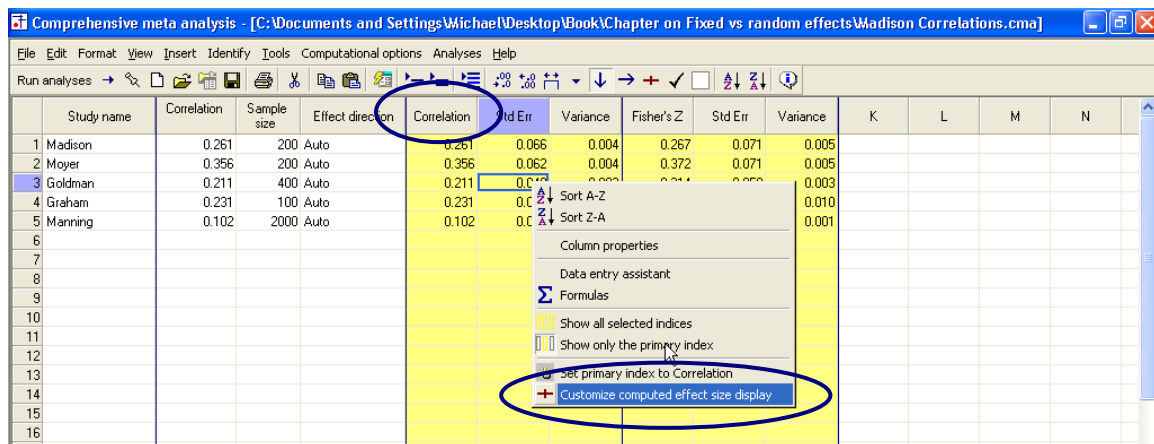 Comprehensive meta analysis - [C:\Documents and Settings\Michael\Desktop\Book\Chapter on Fixed vs random effects\Madison Correlations.cma]
File Edit Format View Insert Identify Tools Computational options Analyses Help
Run analyses
Study name Correlation Sample size Effect direction Correlation Std Err Variance Fisher's Z Std Err Variance K L M N
1 Madison 0.261 200 Auto 0.261 0.066 0.004 0.267 0.071 0.005
2 Moyer 0.356 200 Auto 0.356 0.062 0.004 0.372 0.071 0.005
3 Goldman 0.211 400 Auto 0.211 0.003
4 Graham 0.231 100 Auto 0.231 0.010
5 Manning 0.102 2000 Auto 0.102 0.001
6
7
8
9
10
11
12
13
14
15
16
Sort A-Z
Sort Z-A
Column properties
Data entry assistant
Formulas
Show all selected indices
Show only the primary index
Set primary index to Correlation
Customize computed effect size display